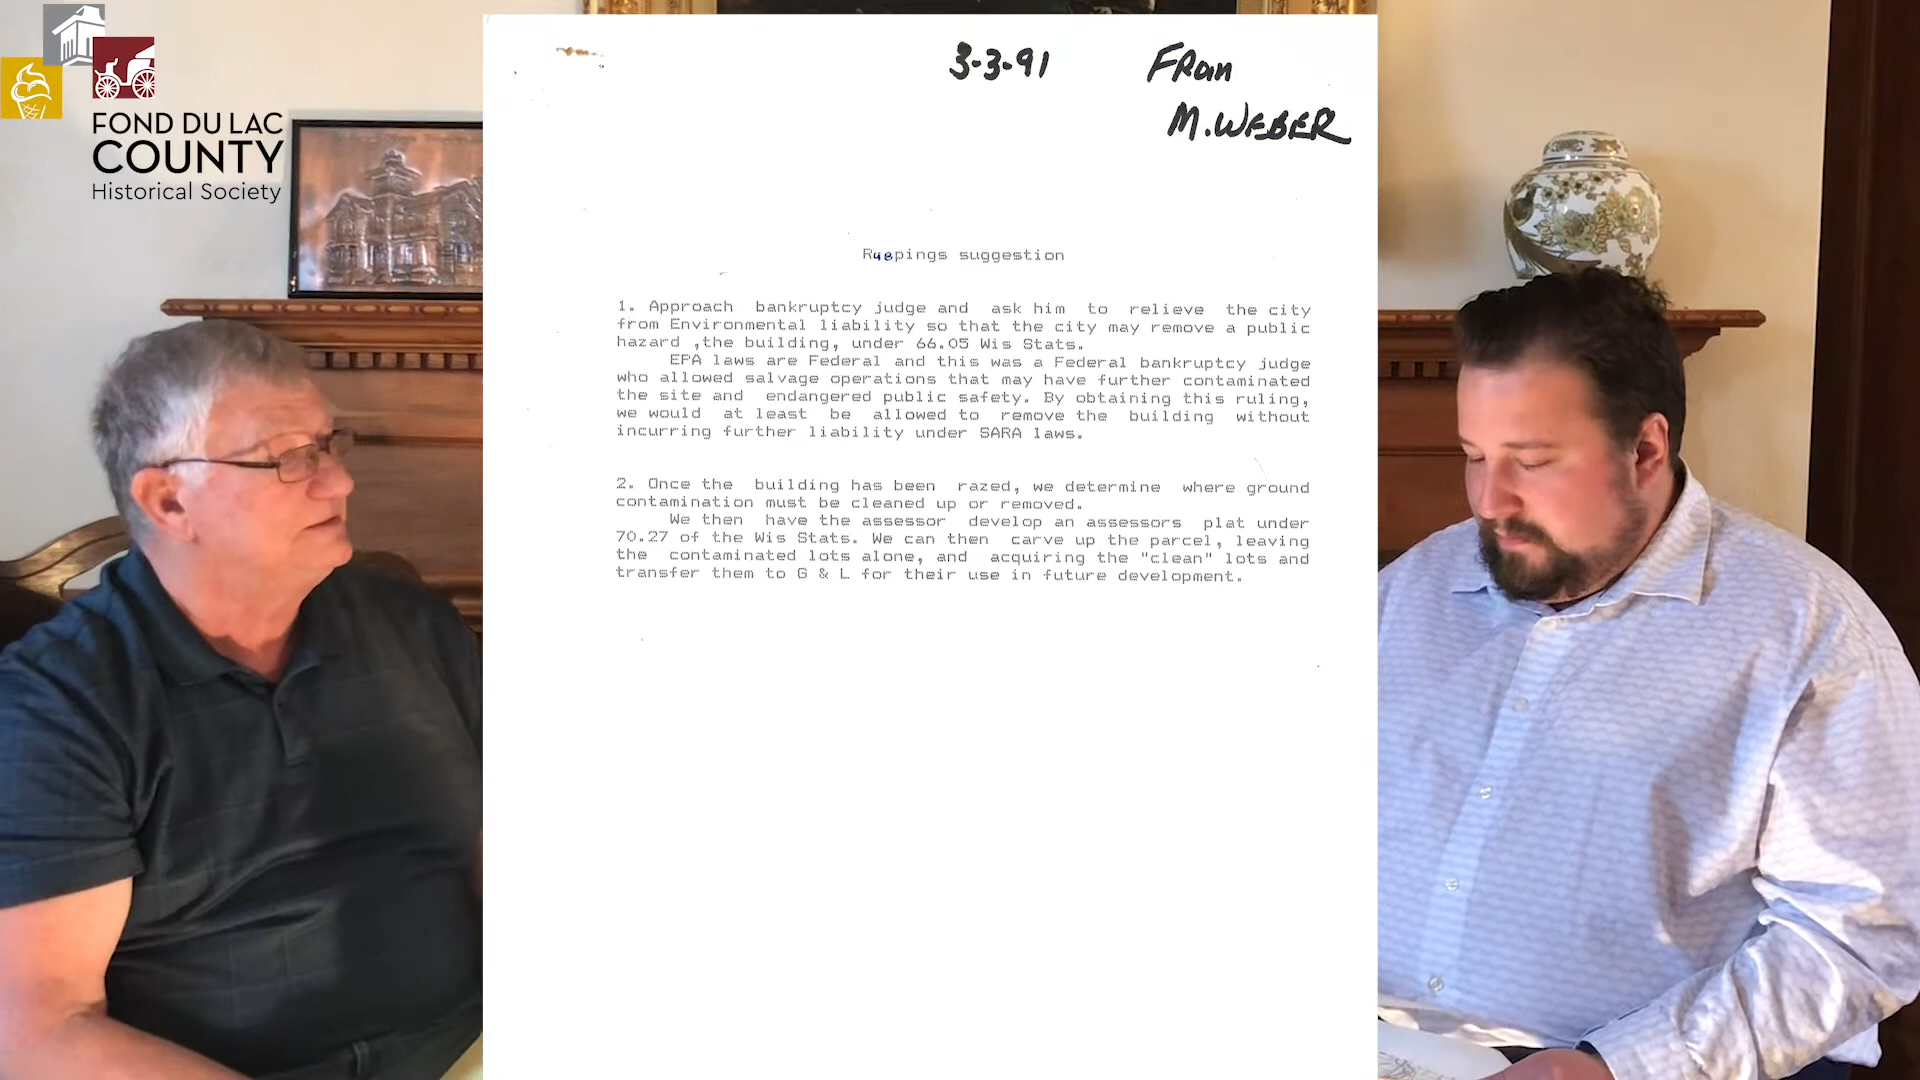 FOND DU LAC
COUNTY
Historical Society
3-3-91 FRom
M. WEBER
suggestion
1. Approach bankruptcy judge and ask him to relieve the city
from Environmental liability so that the city may remove a public
hazard ,the building, under 66.05 Wis Stats.
EPA laws are Federal and this was a Federal bankruptcy judge
who allowed salvage operations that may have further contaminated
the site and endangered public safety. By obtaining this ruling,
we would at least be allowed to remove the building without
incurring further liability under SARA laws.
2. Once the building has been razed, we determine where ground
contamination must be cleaned up or removed.
We then have the assessor develop an assessors plat under
70.27 of the Wis Stats. We can then carve up the parcel, leaving
the contaminated lots alone, and acquiring the "clean" lots and
transfer them to G & L for their use in future development.